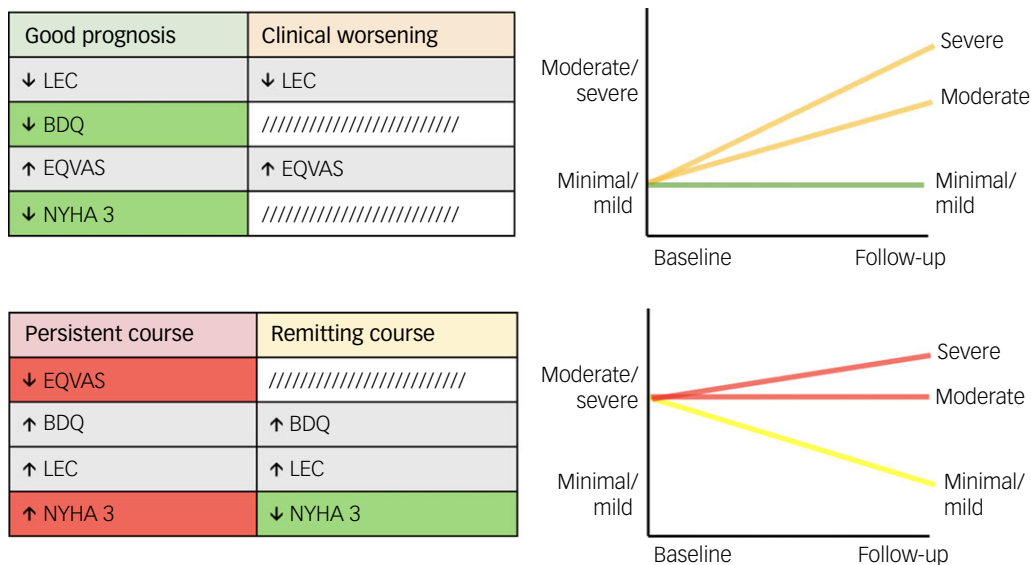 Good prognosis Clinical worsening
↓ LEC ↓ LEC
↓ BDQ /////////////////////////
↑ EQVAS ↑ EQVAS
↓ NYHA 3 /////////////////////////
Moderate/
severe
Minimal/
mild
Severe
Moderate
Minimal/
mild
Baseline Follow-up
Persistent course Remitting course
↓ EQVAS /////////////////////////
↑ BDQ ↑ BDQ
↑ LEC ↑ LEC
↑ NYHA 3 ↓ NYHA 3
Moderate/
severe
Minimal/
mild
Severe
Moderate
Minimal/
mild
Baseline Follow-up